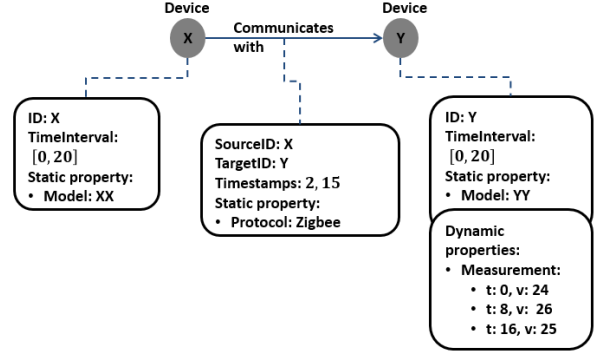 Device
Device
X
Communicates
with
Y
ID: X
TimeInterval:
[0, 20]
Static property:
• Model: XX
SourceID: X
TargetID: Y
Timestamps: 2, 15
Static property:
• Protocol: Zigbee
ID: Y
TimeInterval:
[0, 20]
Static property:
• Model: YY
Dynamic
properties:
• Measurement:
• t: 0, v: 24
• t: 8, v: 26
• t: 16, v: 25